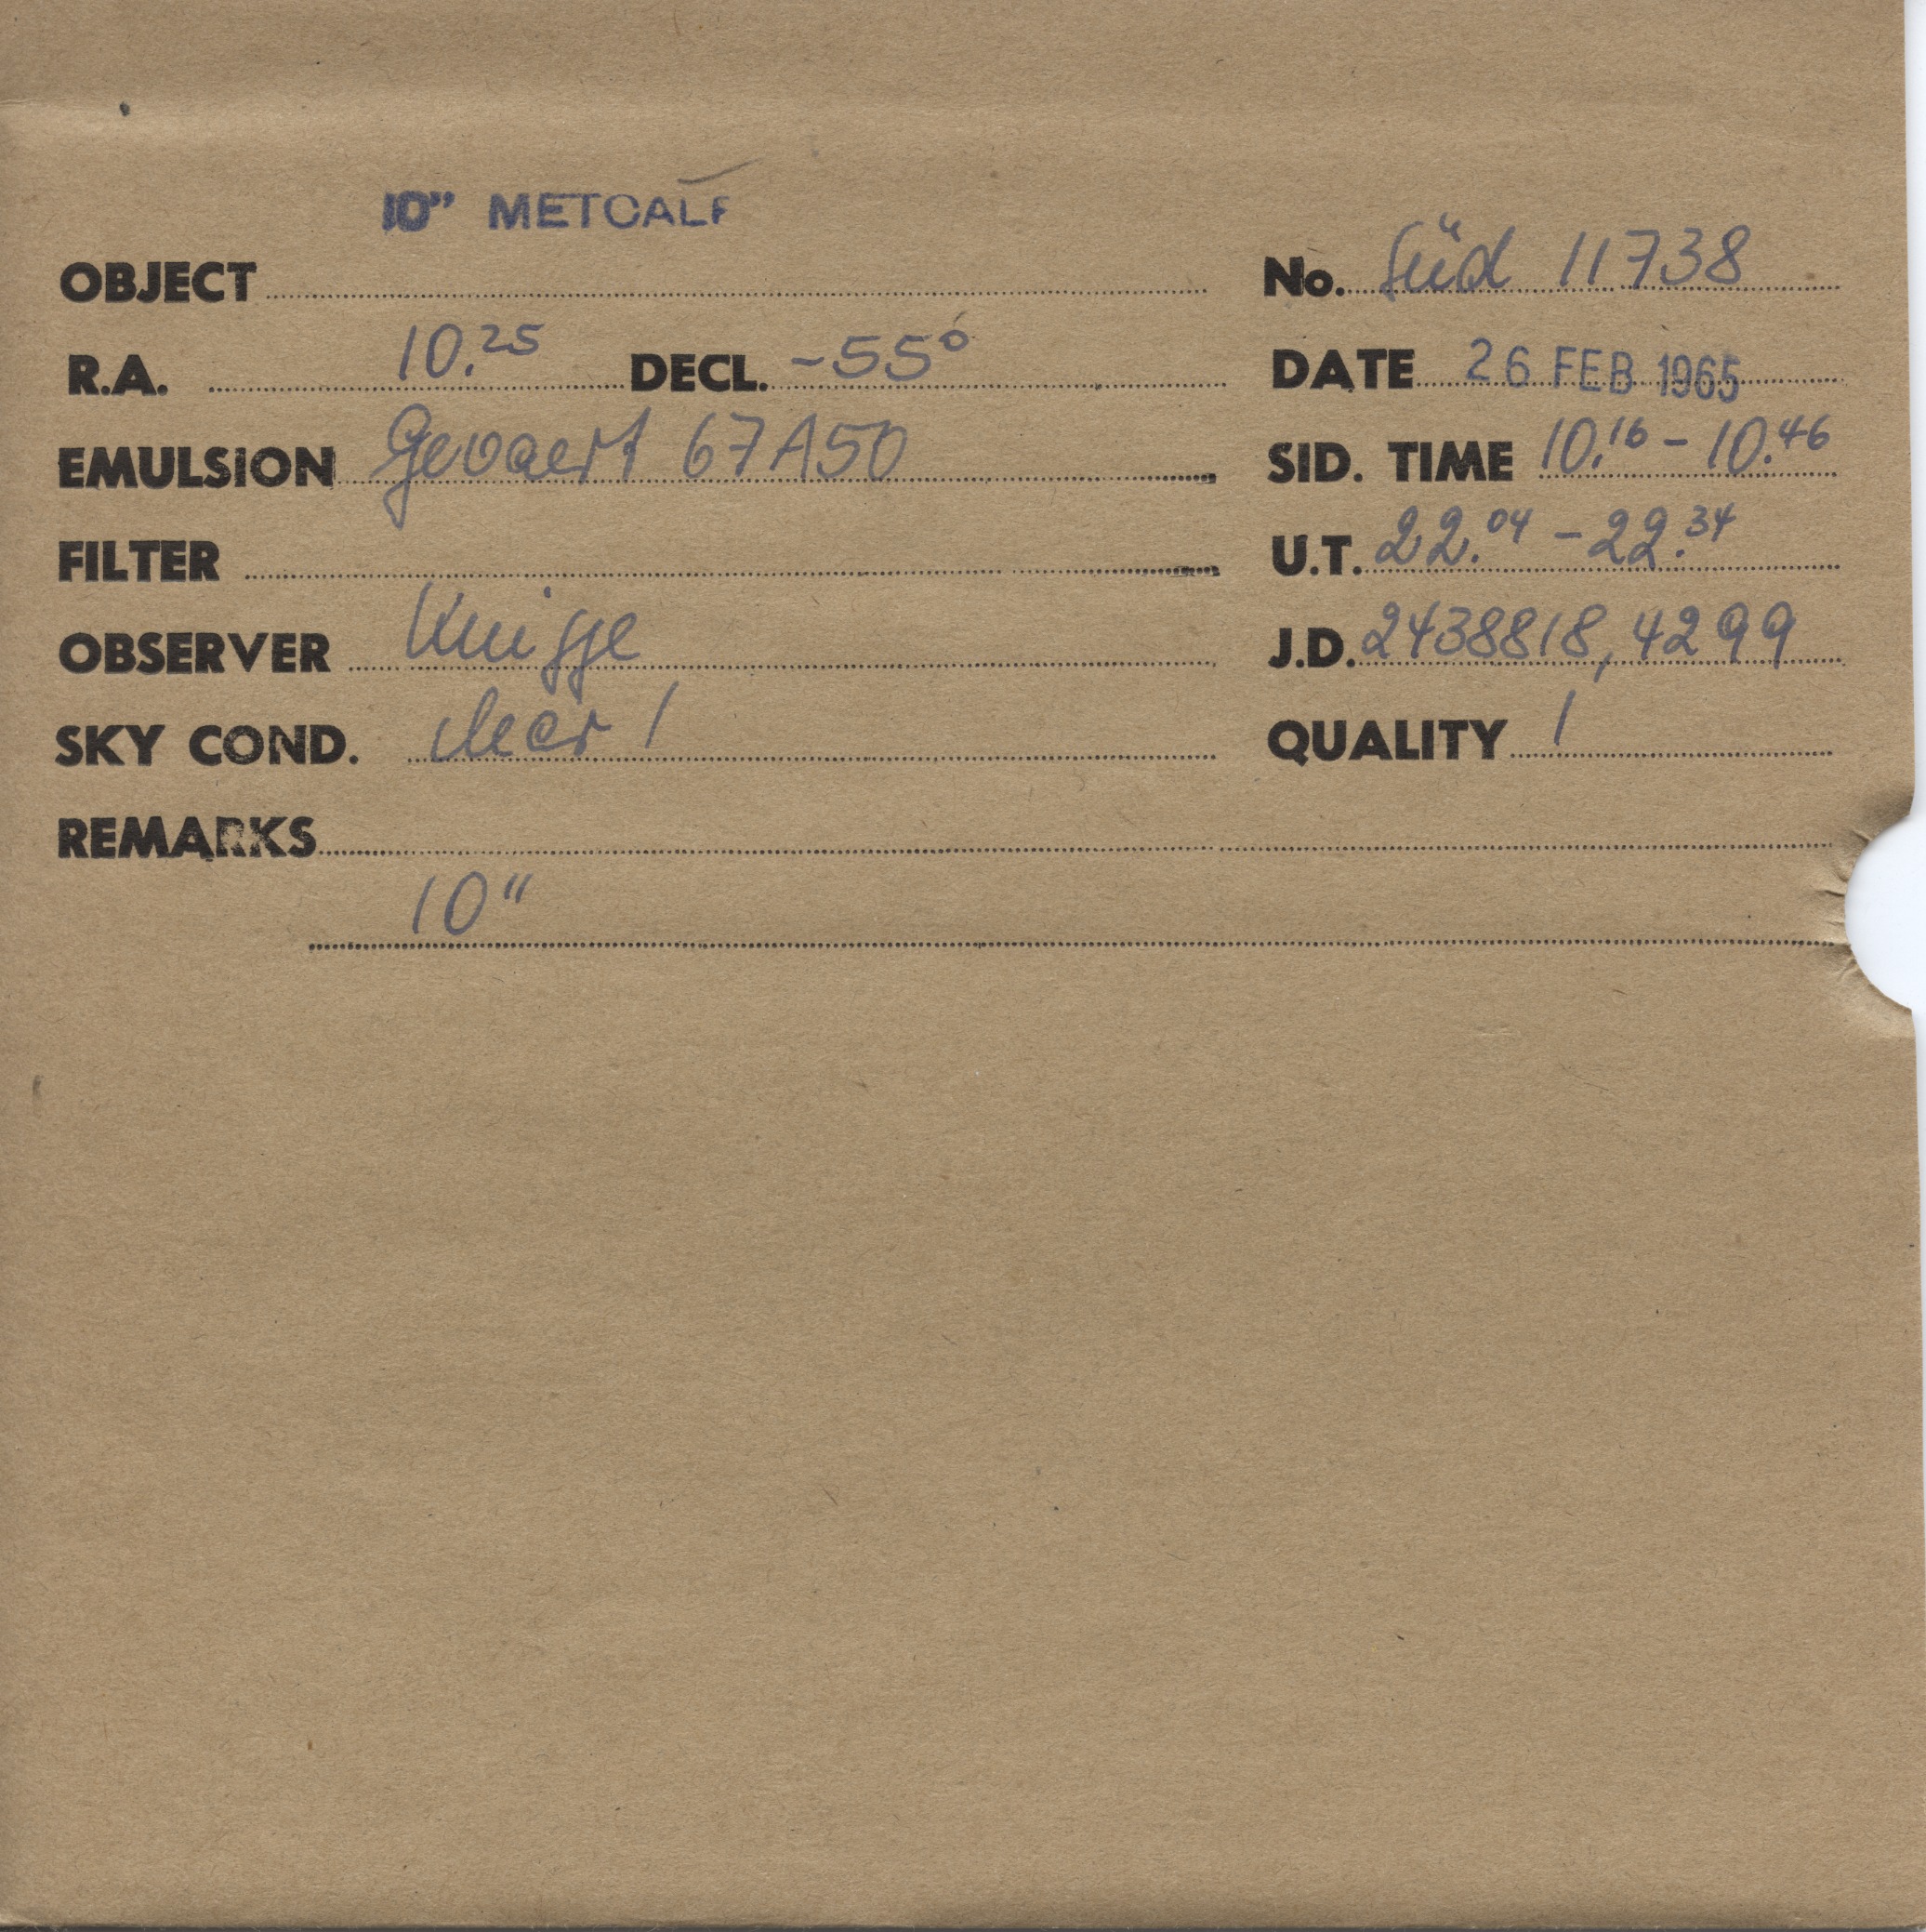 10" METCALF
OBJECT No. Süd 11738
R.A. 10.25 DECL. -55° DATE 26 FEB 1965
EMULSION Gevaert 67A50 SID. TIME 10.16 - 10.46
FILTER U.T. 22.04 - 22.34
OBSERVER Knigge J.D. 2438818,4299
SKY COND. clear 1 QUALITY 1
REMARKS
10"